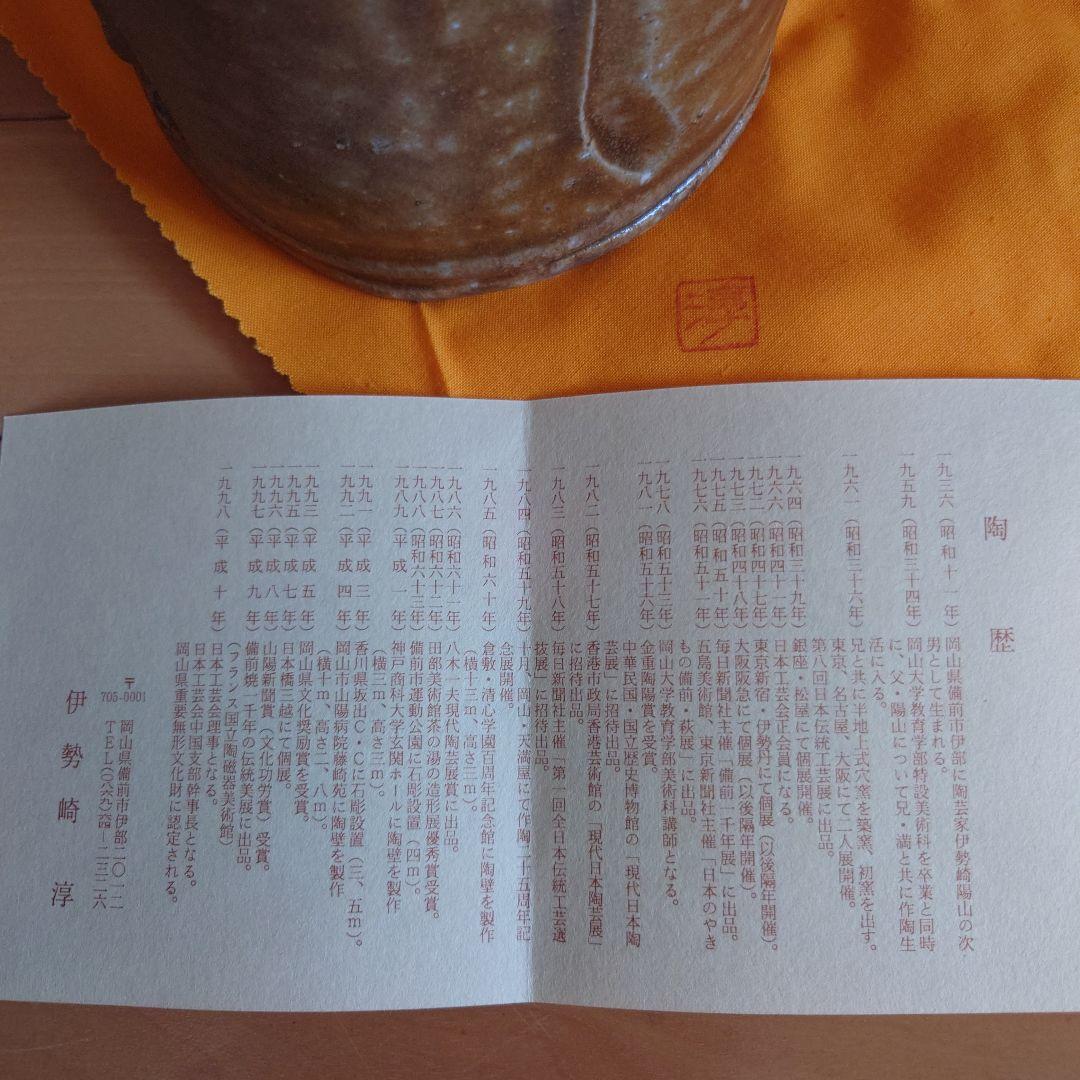 淳
陶歴
一九三六（昭和十一年）岡山県備前市伊部に陶芸家伊勢崎陽山の次
男として生まれる。
一九五九（昭和三十四年）岡山大学教育学部特設美術科を卒業と同時
に、父・陽山について兄・満と共に作陶生
活に入る。
一九六一（昭和三十六年）兄と共に半地上式穴窯を築窯、初窯を出す。
東京、名古屋、大阪にて二人展開催。
第八回日本伝統工芸展に出品。
銀座・松屋にて個展開催。
一九六四（昭和三十九年）
一九六六（昭和四十一年）日本工芸会正会員になる。
一九七二（昭和四十七年）東京新宿・伊勢丹にて個展（以後隔年開催）。
一九七三（昭和四十八年）大阪阪急にて個展（以後隔年開催）。
一九七五（昭和五十年）毎日新聞社主催「備前一千年展」に出品。
一九七六（昭和五十一年）五島美術館、東京新聞社主催「日本のやき
もの備前・萩展」に出品。
一九七八（昭和五十三年）岡山大学教育学部美術科講師となる。
一九八一（昭和五十六年）金重陶陽賞を受賞。
中華民国・国立歴史博物館の「現代日本陶
芸展」に招待出品。
一九八二（昭和五十七年）香港市政局香港芸術館の「現代日本陶芸展」
に招待出品。
一九八三（昭和五十八年）毎日新聞社主催「第一回全日本伝統工芸選
抜展」に招待出品。
一九八四（昭和五十九年）十月 岡山・天満屋にて作陶二十五周年記
念展開催。
一九八五（昭和六十年）倉敷・清心学園百周年記念館に陶壁を製作
（横十三m、高さ三m）。
一九八六（昭和六十一年）八木一夫現代陶芸展賞に出品。
一九八七（昭和六十二年）田部美術館茶の湯の造形展優秀賞受賞。
一九八八（昭和六十三年）備前市運動公園に石彫設置（四m）。
一九八九（平成一年）神戸商科大学玄関ホールに陶壁を製作
（横三m、高さ三m）。
一九九一（平成三年）香川県坂出C・Cに石彫設置（三、五m）。
一九九二（平成四年）岡山市山陽病院藤崎苑に陶壁を製作
（横十m、高さ二、八m）。
一九九三（平成五年）岡山県文化奨励賞を受賞。
一九九五（平成七年）日本橋三越にて個展。
一九九六（平成八年）山陽新聞賞（文化功労賞）受賞。
一九九七（平成九年）備前焼一千年の伝統美展に出品。
（フランス国立陶磁器美術館）
一九九八（平成十年）日本工芸会理事となる。
日本工芸会中国支部幹事長となる。
岡山県重要無形文化財に認定される。
〒705-0001 岡山県備前市伊部二〇一二
伊勢崎 淳